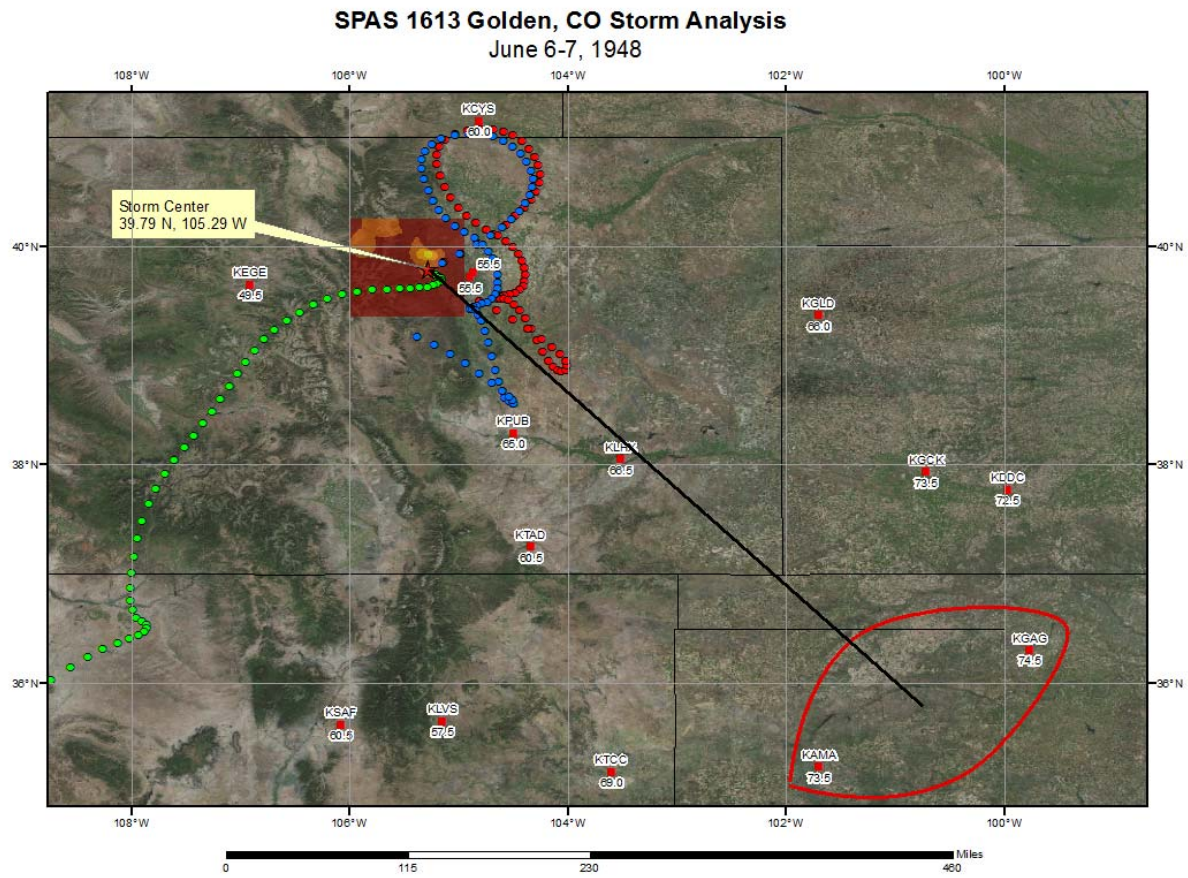 SPAS 1613 Golden, CO Storm Analysis
June 6-7, 1948
108°W 106°W 104°W 102°W 100°W
KCYS
60.0
Storm Center
39.79 N, 105.29 W
40°N 40°N
55.5
55.5
KEGE
49.5
KGLD
66.0
KPUB
65.0
KLHX
66.5
38°N 38°N
KGCK
73.5
KDDC
72.5
KTAD
60.5
KGAG
74.5
36°N 36°N
KSAF
60.5
KLVS
57.5
KAMA
73.5
KTCC
69.0
108°W 106°W 104°W 102°W 100°W
Miles
0 115 230 460